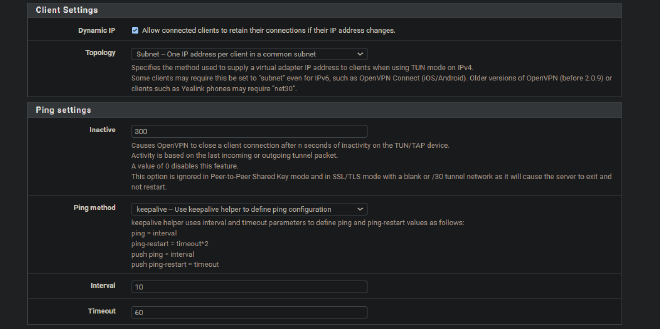 Client Settings
Dynamic IP
Allow connected clients to retain their connections if their IP address changes.
Topology
Subnet – One IP address per client in a common subnet
Specifies the method used to supply a virtual adapter IP address to clients when using TUN mode on IPv4.
Some clients may require this be set to "subnet" even for IPv6, such as OpenVPN Connect (iOS/Android). Older versions of OpenVPN (before 2.0.9) or
clients such as Yealink phones may require "net30".
Ping settings
Inactive
300
Causes OpenVPN to close a client connection after n seconds of inactivity on the TUN/TAP device.
Activity is based on the last incoming or outgoing tunnel packet.
A value of 0 disables this feature.
This option is ignored in Peer-to-Peer Shared Key mode and in SSL/TLS mode with a blank or /30 tunnel network as it will cause the server to exit and
not restart.
Ping method
keepalive – Use keepalive helper to define ping configuration
keepalive helper uses interval and timeout parameters to define ping and ping-restart values as follows:
ping = interval
ping-restart = timeout*2
push ping = interval
push ping-restart = timeout
Interval
10
Timeout
60